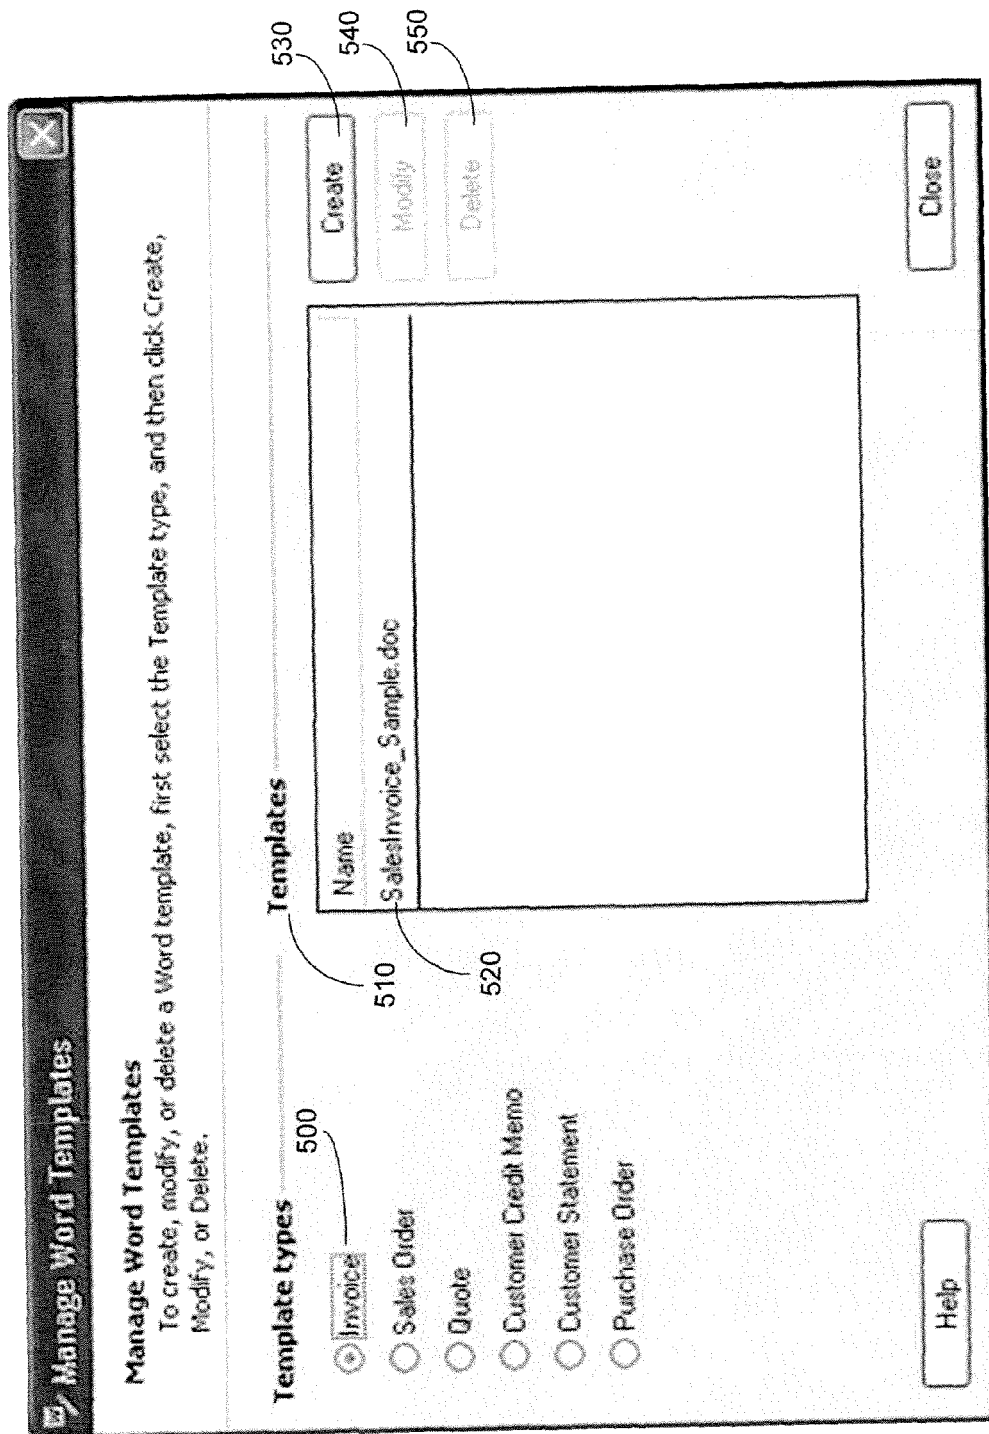 Manage Word Templates
Manage Word Templates
To create, modify, or delete a Word template, first select the Template type, and then click Create,
Modify, or Delete.
Template types
500
Invoice
Sales Order
Quote
Customer Credit Memo
Customer Statement
Purchase Order
Templates
510
Name
SalesInvoice_Sample.doc
520
Create
530
Modify
540
Delete
550
Help
Close